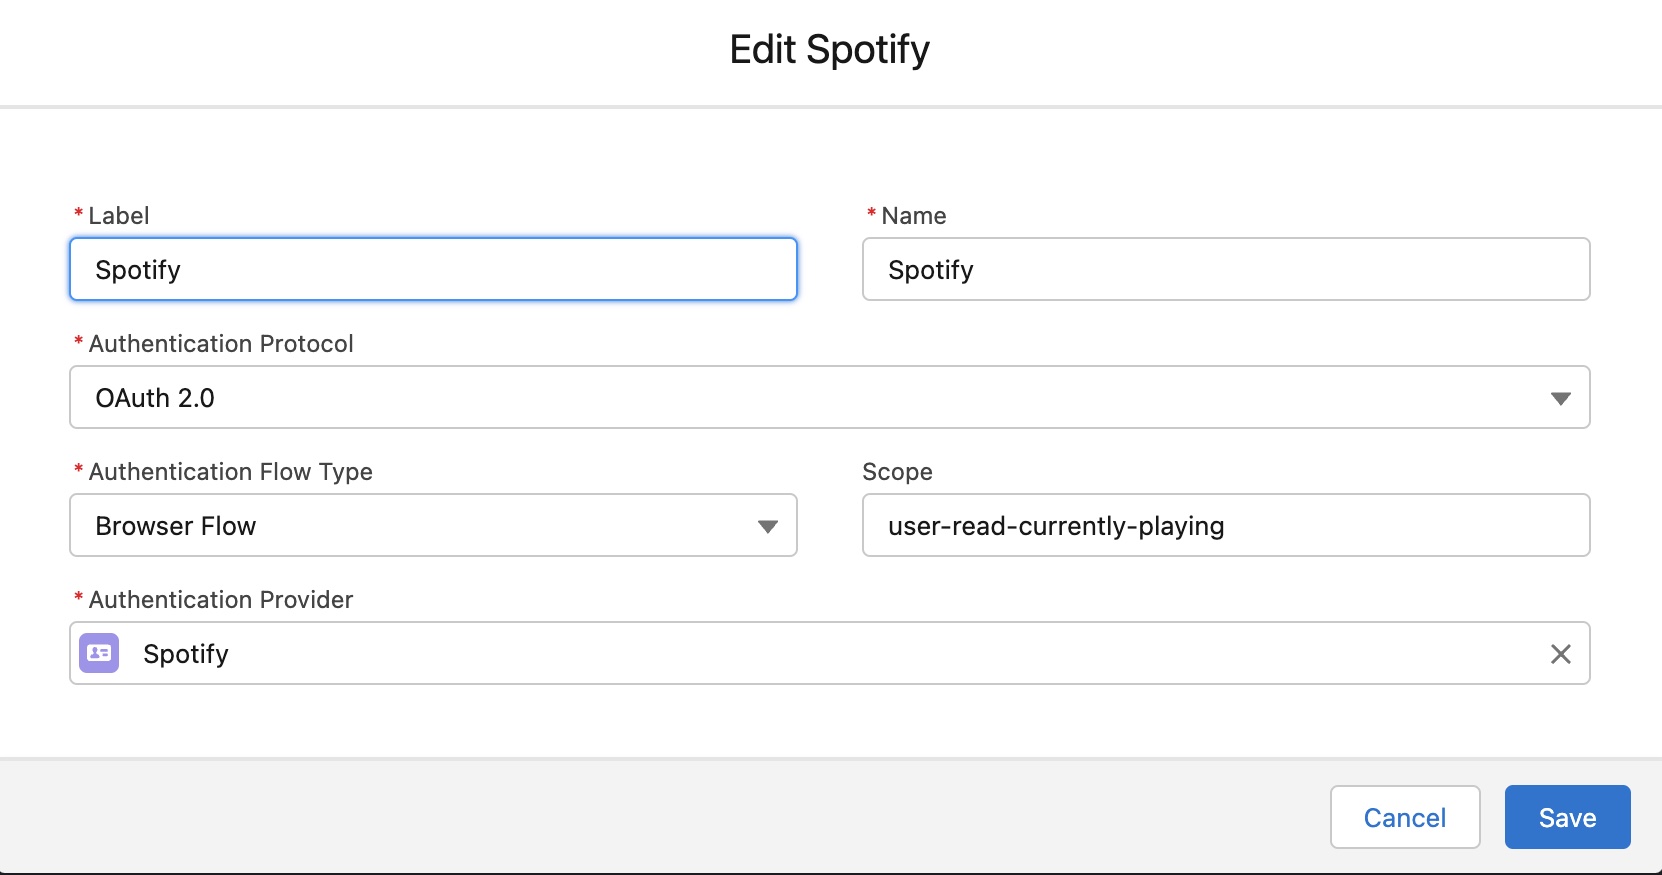 Edit Spotify
* Label
* Name
Spotify
Spotify
* Authentication Protocol
OAuth 2.0
* Authentication Flow Type
Scope
Browser Flow
user-read-currently-playing
* Authentication Provider
Spotify
Cancel
Save